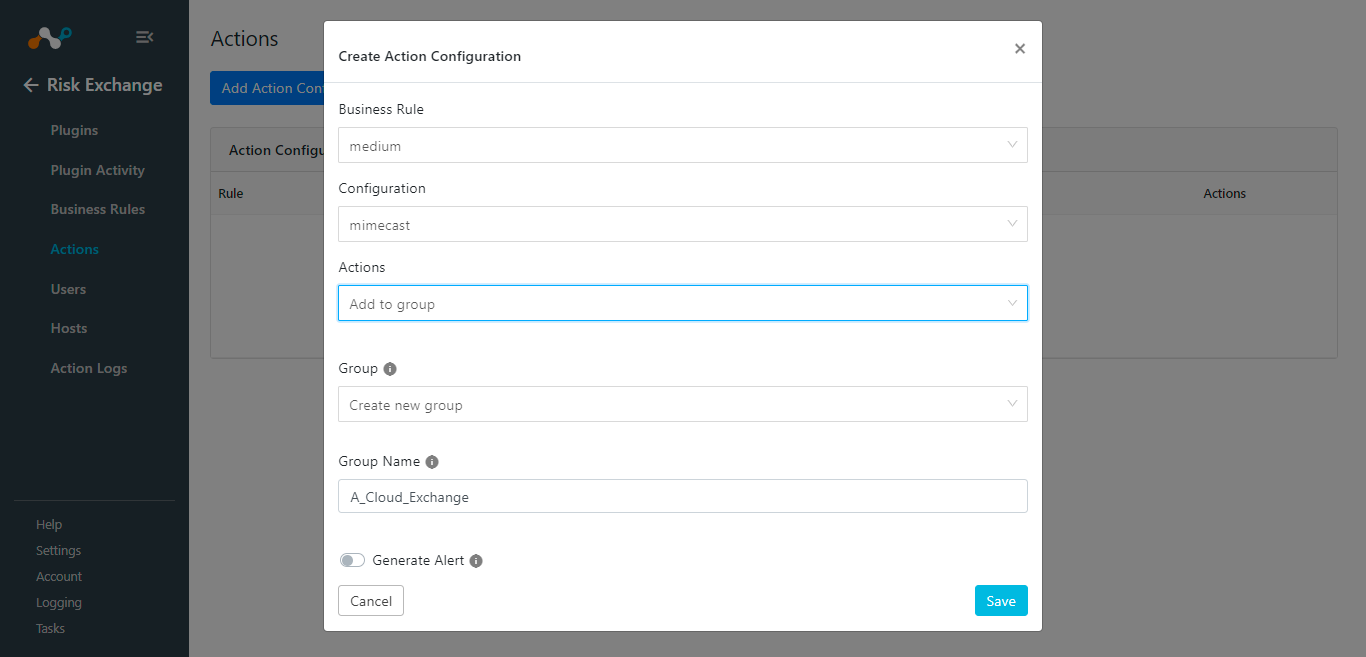 Risk Exchange
Plugins
Plugin Activity
Business Rules
Actions
Users
Hosts
Action Logs
Help
Settings
Account
Logging
Tasks
Actions
Add Action Con
Action Configu
Rule
Actions
Create Action Configuration
Business Rule
medium
Configuration
mimecast
Actions
Add to group
Group
Create new group
Group Name
A_Cloud_Exchange
Generate Alert
Cancel
Save